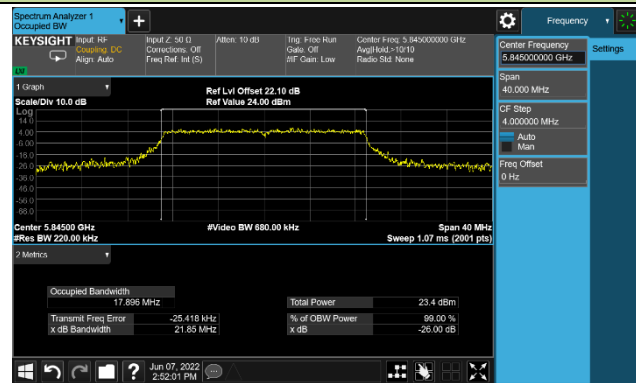 Spectrum Analyzer 1
Occupied BW
Frequency
KEYSIGHT
Input: RF
Coupling: DC
Align: Auto
Input Z: 50 Ω
Corrections: Off
Freq Ref: Int (S)
Atten: 10 dB
Trig: Free Run
Gate: Off
#IF Gain: Low
Center Freq: 5.845000000 GHz
Avg|Hold:>10/10
Radio Std: None
Center Frequency
5.845000000 GHz
Settings
Span
40.000 MHz
CF Step
4.000000 MHz
Auto
Man
Freq Offset
0 Hz
1 Graph
Scale/Div 10.0 dB
Ref Lvl Offset 22.10 dB
Ref Value 24.00 dBm
Log
14.0
4.00
-6.00
-16.0
-26.0
-36.0
-46.0
-56.0
-66.0
Center 5.84500 GHz
#Res BW 220.00 kHz
#Video BW 680.00 kHz
Span 40 MHz
Sweep 1.07 ms (2001 pts)
2 Metrics
Occupied Bandwidth
17.896 MHz
Total Power 23.4 dBm
Transmit Freq Error -25.418 kHz
% of OBW Power 99.00 %
x dB Bandwidth 21.85 MHz
x dB -26.00 dB
?
Jun 07, 2022
2:52:01 PM